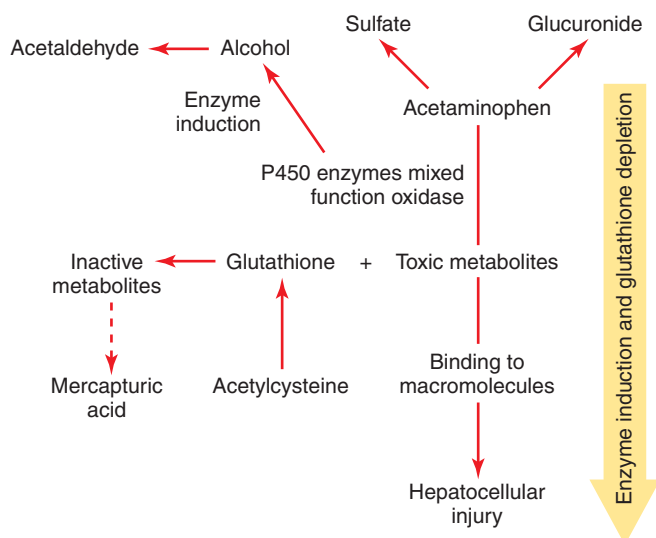 Sulfate
Glucuronide
Acetaldehyde
Alcohol
Enzyme
induction
Acetaminophen
P450 enzymes mixed
function oxidase
Inactive
metabolites
Glutathione
+
Toxic metabolites
Mercapturic
acid
Acetylcysteine
Binding to
macromolecules
Hepatocellular
injury
Enzyme induction and glutathione depletion